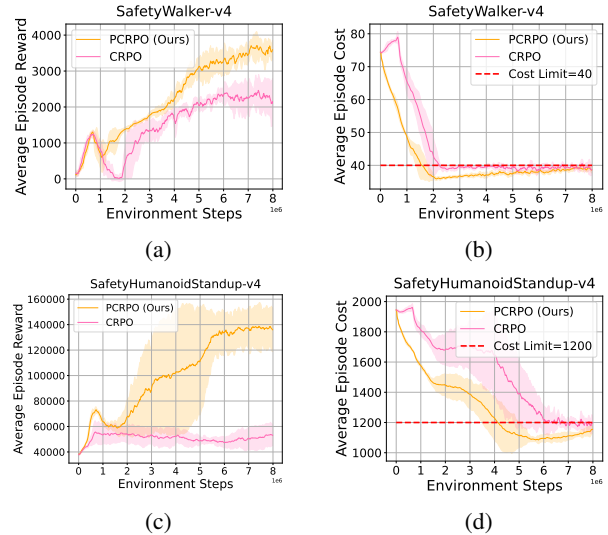 SafetyWalker-v4
Average Episode Reward
4000
3000
2000
1000
0
PCRPO (Ours)
CRPO
0 1 2 3 4 5 6 7 8
1e6
Environment Steps
(a)
SafetyWalker-v4
Average Episode Cost
80
70
60
50
40
PCRPO (Ours)
CRPO
Cost Limit=40
0 1 2 3 4 5 6 7 8
1e6
Environment Steps
(b)
SafetyHumanoidStandup-v4
Average Episode Reward
160000
140000
120000
100000
80000
60000
40000
PCRPO (Ours)
CRPO
0 1 2 3 4 5 6 7 8
1e6
Environment Steps
(c)
SafetyHumanoidStandup-v4
Average Episode Cost
2000
1800
1600
1400
1200
1000
PCRPO (Ours)
CRPO
Cost Limit=1200
0 1 2 3 4 5 6 7 8
1e6
Environment Steps
(d)